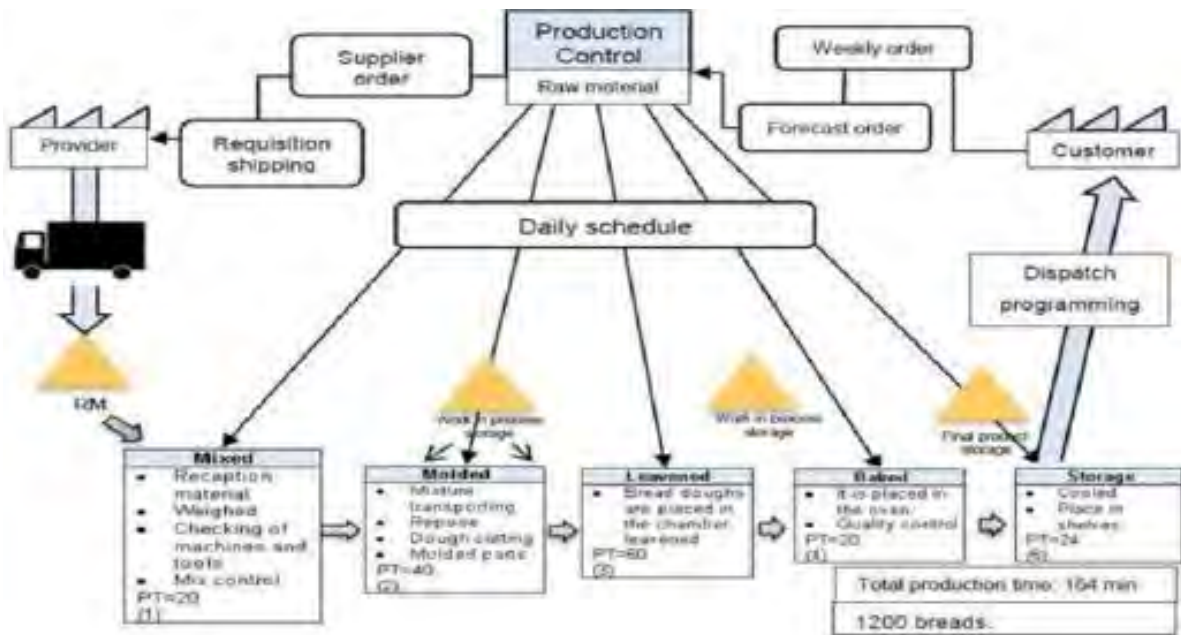 Production
Control
Raw material
Supplier
order
Requisition
shipping
Provider
Weekly order
Forecast order
Customer
Daily schedule
Dispatch
programming
R/M
Work in process
storage
Work in process
storage
Final product
storage
Mixed
• Reception
material
• Weighed
• Checking of
machines and
tools
• Mix control
PT=20
(1)
Molded
• Mixture
transporting
• Repose
• Dough cutting
• Molded parts
PT=40
(2)
Leavened
• Bread doughs
are placed in
the chamber
leavened
PT=60
(3)
Baked
• It is placed in
the oven.
• Quality control
PT=20
(4)
Storage
• Cooled
• Place in
shelves
PT=24
(5)
Total production time: 164 min
1200 breads.